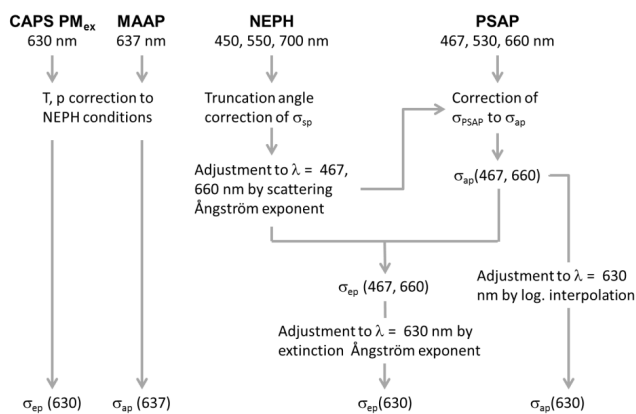 CAPS PMex
630 nm
MAAP
637 nm
NEPH
450, 550, 700 nm
PSAP
467, 530, 660 nm
T, p correction to
NEPH conditions
Truncation angle
correction of σsp
Correction of
σPSAP to σap
Adjustment to λ = 467,
660 nm by scattering
Ångström exponent
σap(467, 660)
σep (467, 660)
Adjustment to λ = 630
nm by log. interpolation
Adjustment to λ = 630 nm by
extinction Ångström exponent
σep (630)
σap (637)
σep(630)
σap(630)